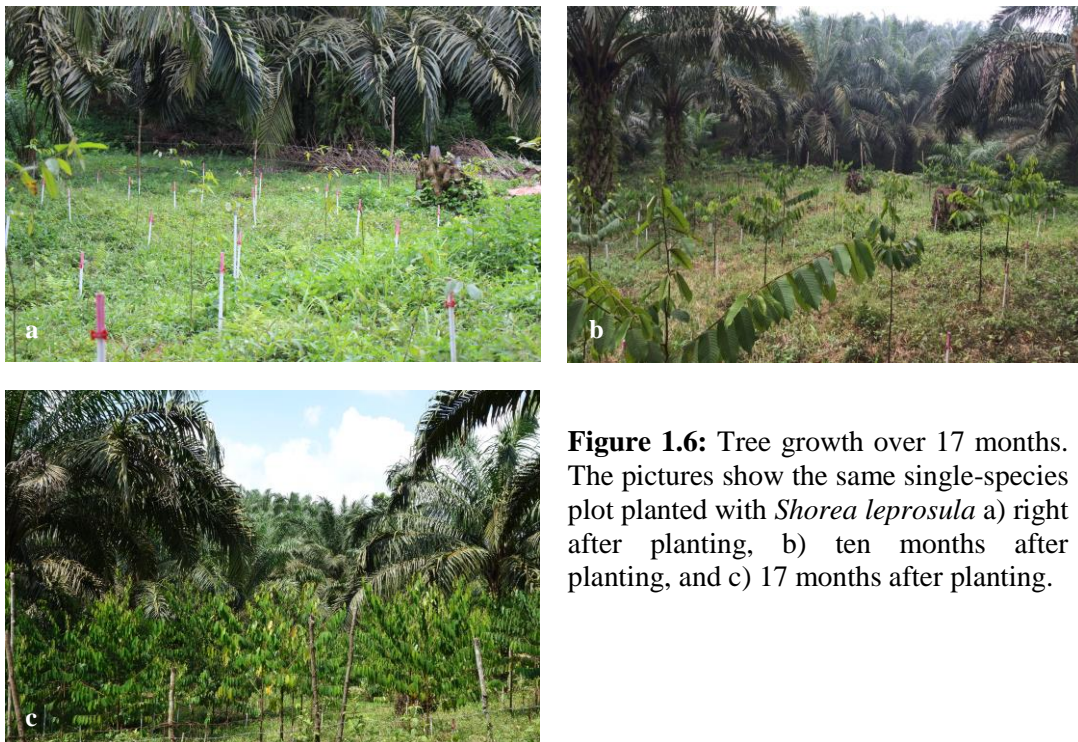 a
b
c
Figure 1.6: Tree growth over 17 months.
The pictures show the same single-species
plot planted with Shorea leprosula a) right
after planting, b) ten months after
planting, and c) 17 months after planting.